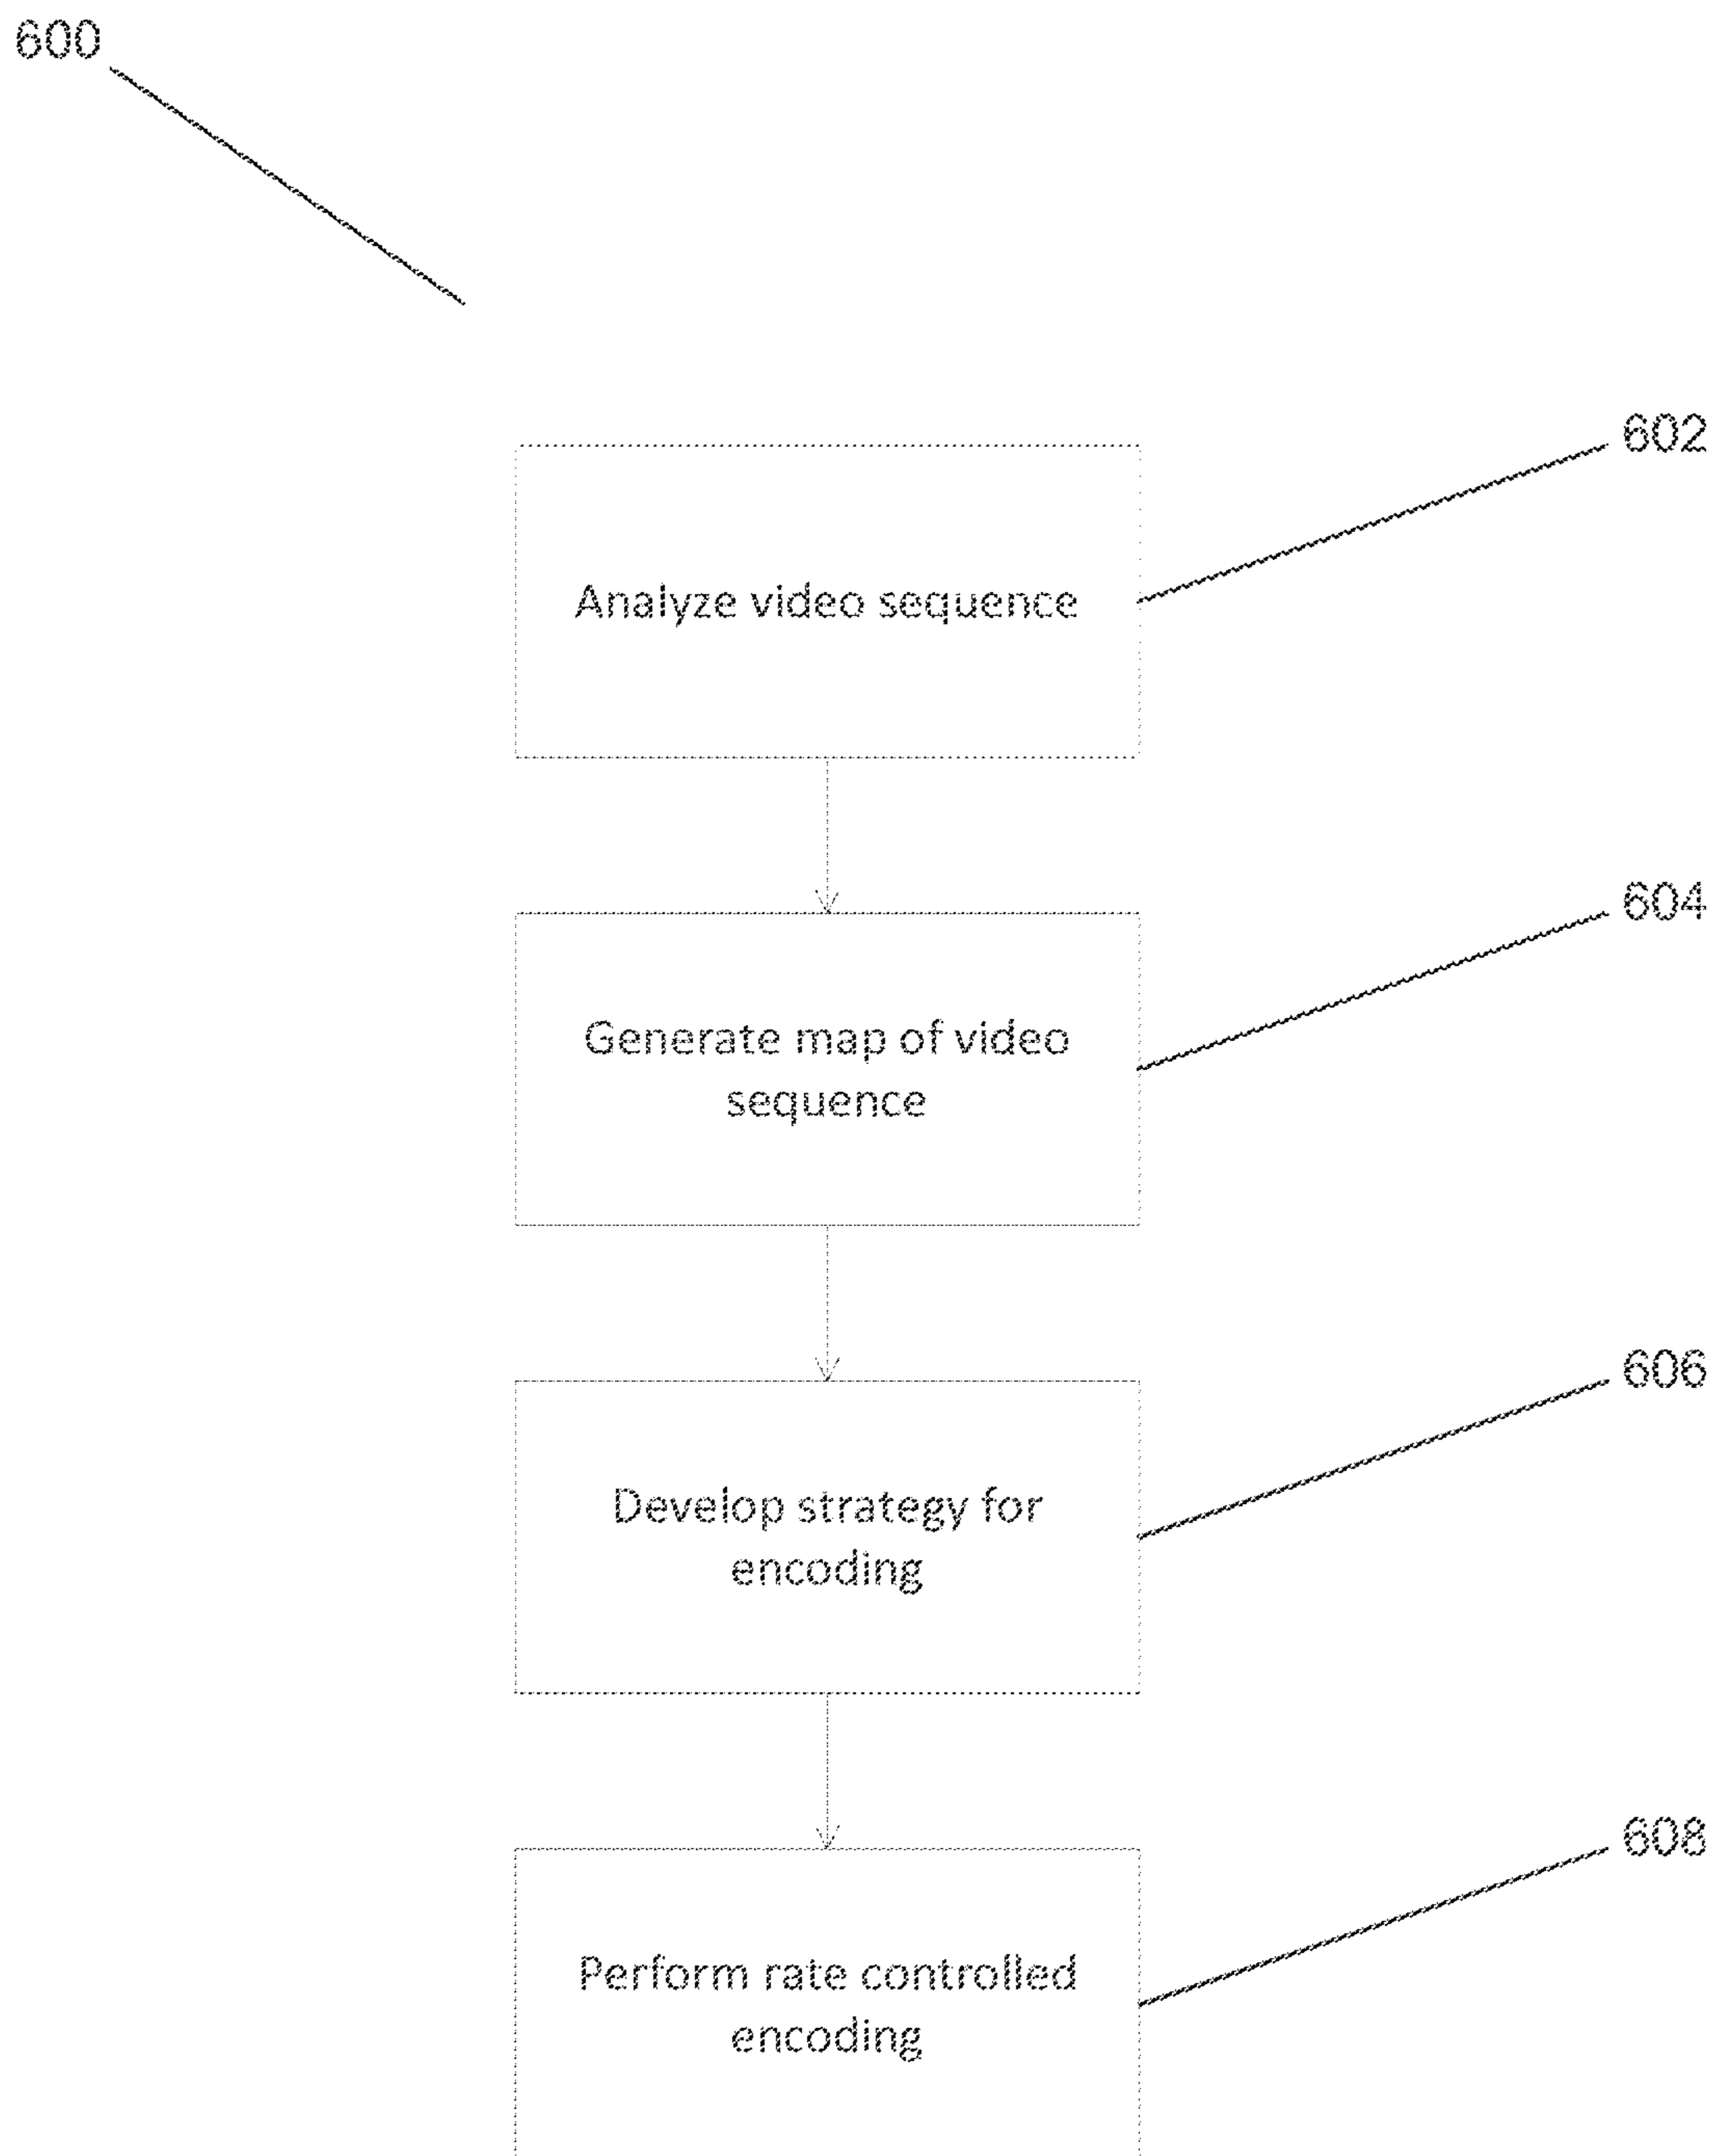 600
602
Analyze video sequence
604
Generate map of video
sequence
606
Develop strategy for
encoding
608
Perform rate controlled
encoding